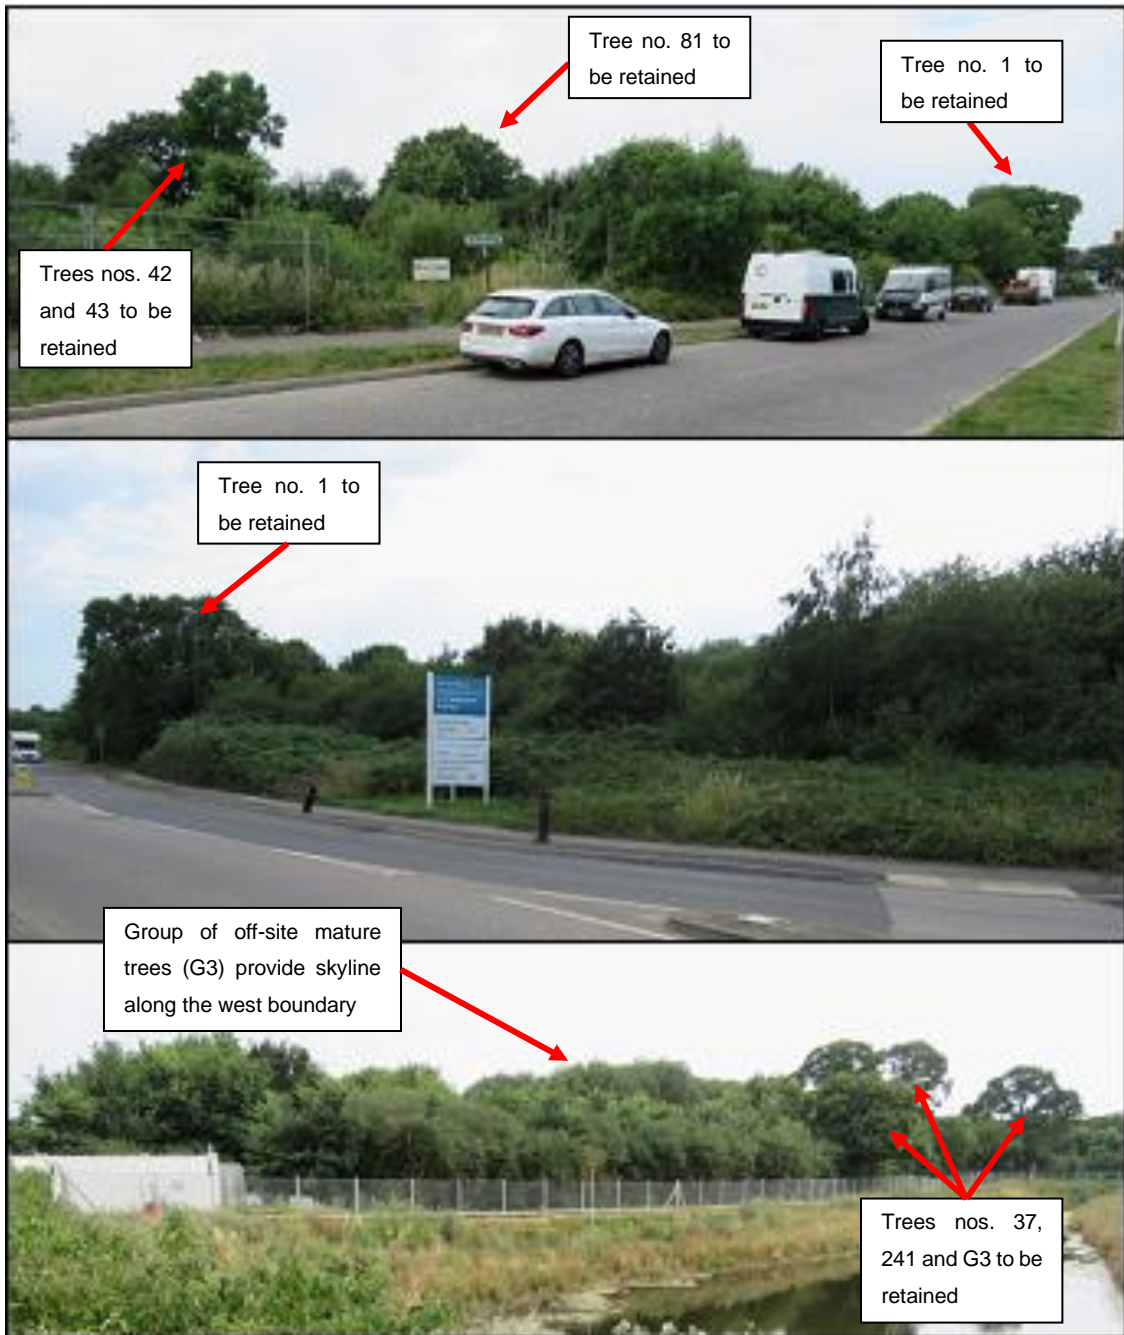 Tree no. 81 to
be retained
Tree no. 1 to
be retained
Trees nos. 42
and 43 to be
retained
Tree no. 1 to
be retained
Group of off-site mature
trees (G3) provide skyline
along the west boundary
Trees nos. 37,
241 and G3 to be
retained